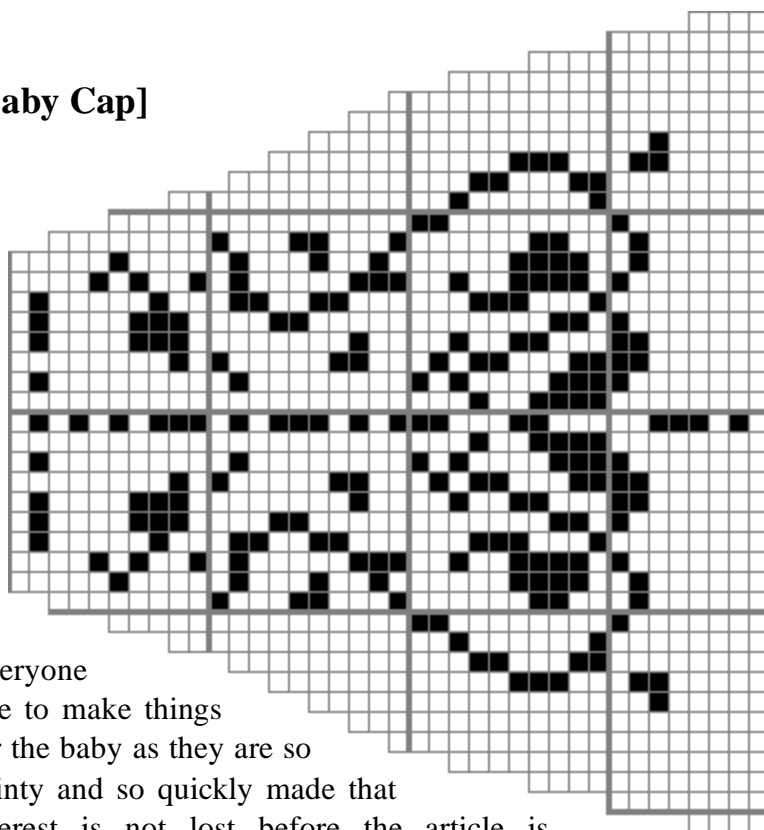 aby Cap]
eryone
e to make things
r the baby as they are so
inty and so quickly made that
erest is not lost before the article is